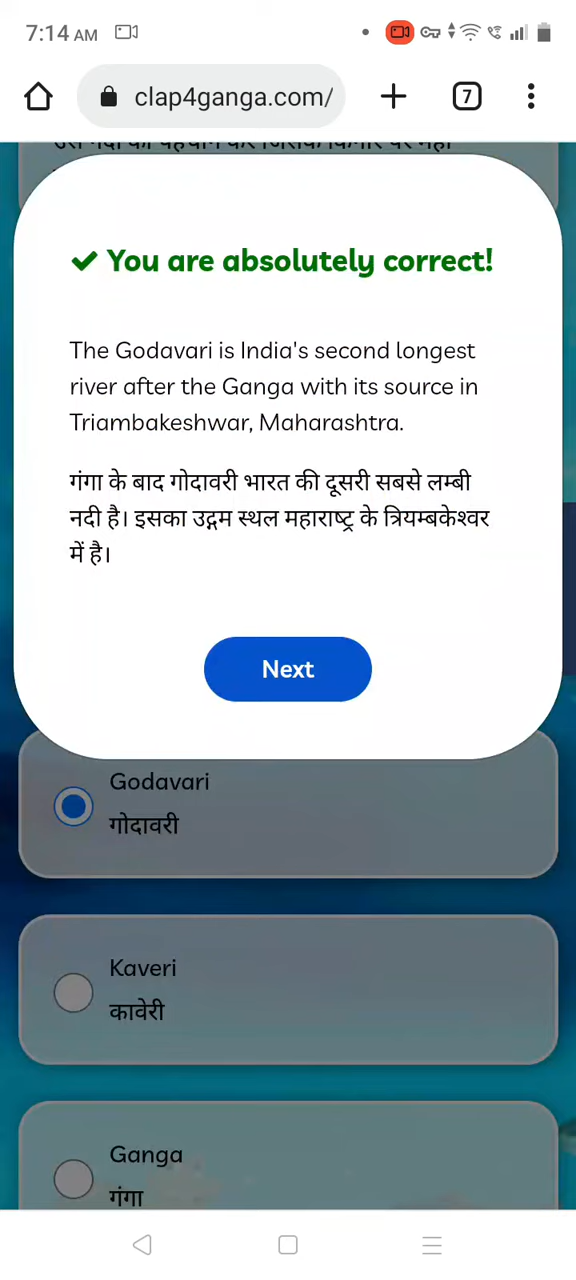 7:14 AM
clap4ganga.com/
7
You are absolutely correct!
The Godavari is India's second longest
river after the Ganga with its source in
Triambakeshwar, Maharashtra.
गंगा के बाद गोदावरी भारत की दूसरी सबसे लम्बी
नदी है। इसका उद्गम स्थल महाराष्ट्र के त्रियम्बकेश्वर
में है।
Next
Godavari
गोदावरी
Kaveri
कावेरी
Ganga
गंगा